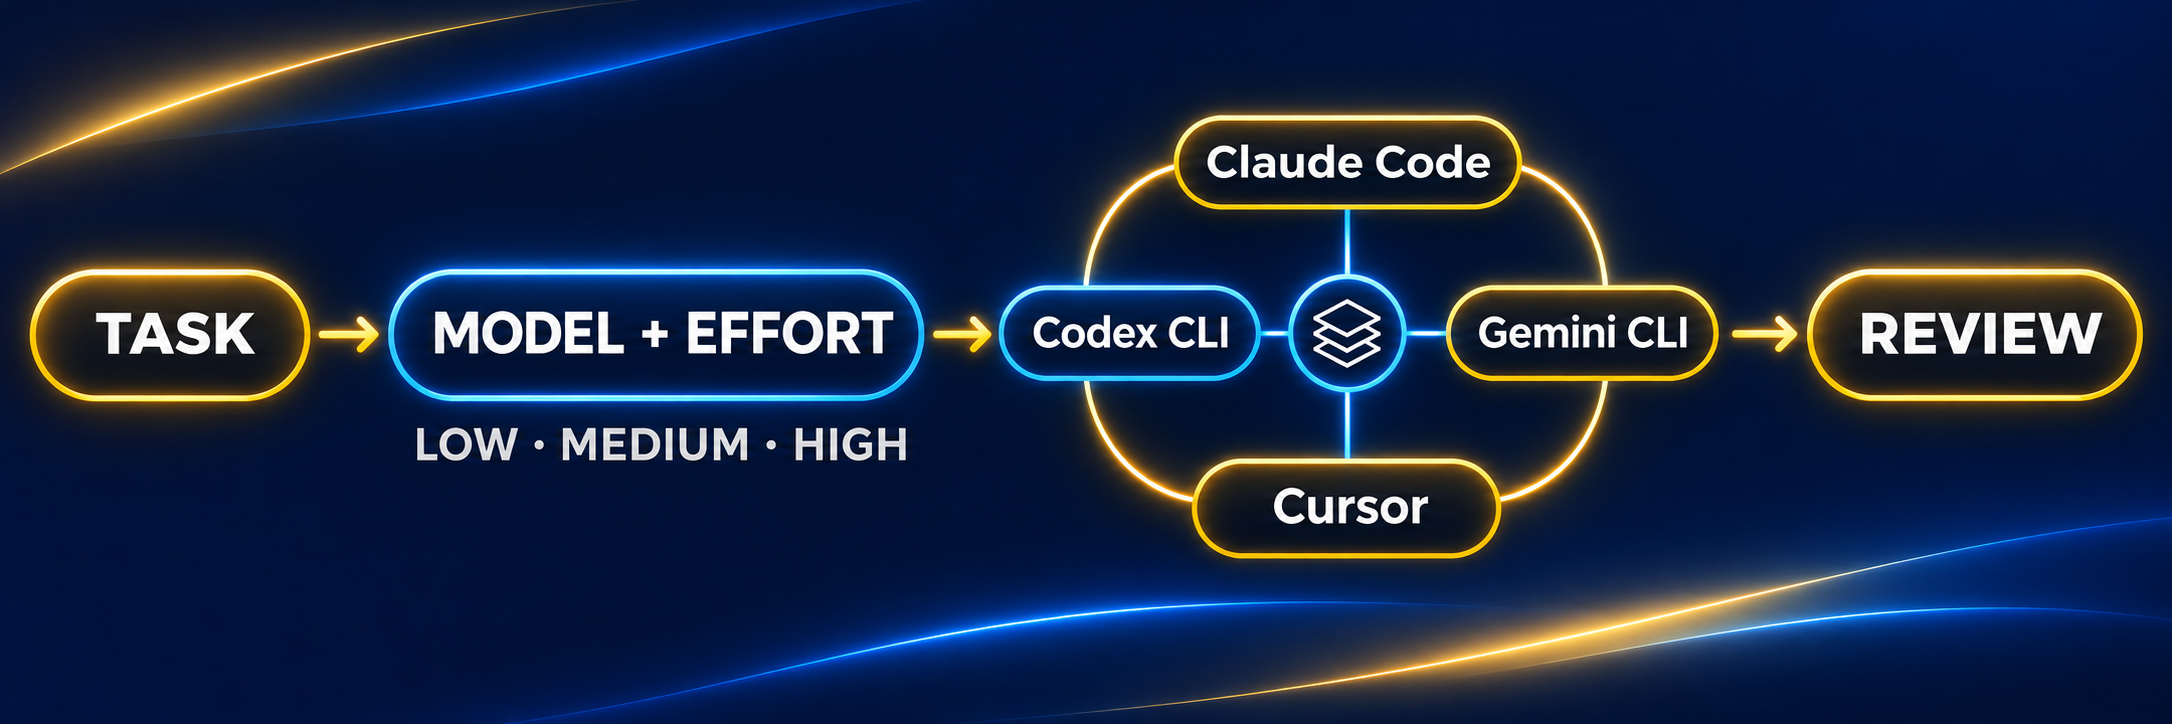 TASK
MODEL + EFFORT
LOW · MEDIUM · HIGH
Claude Code
Codex CLI
Gemini CLI
Cursor
REVIEW